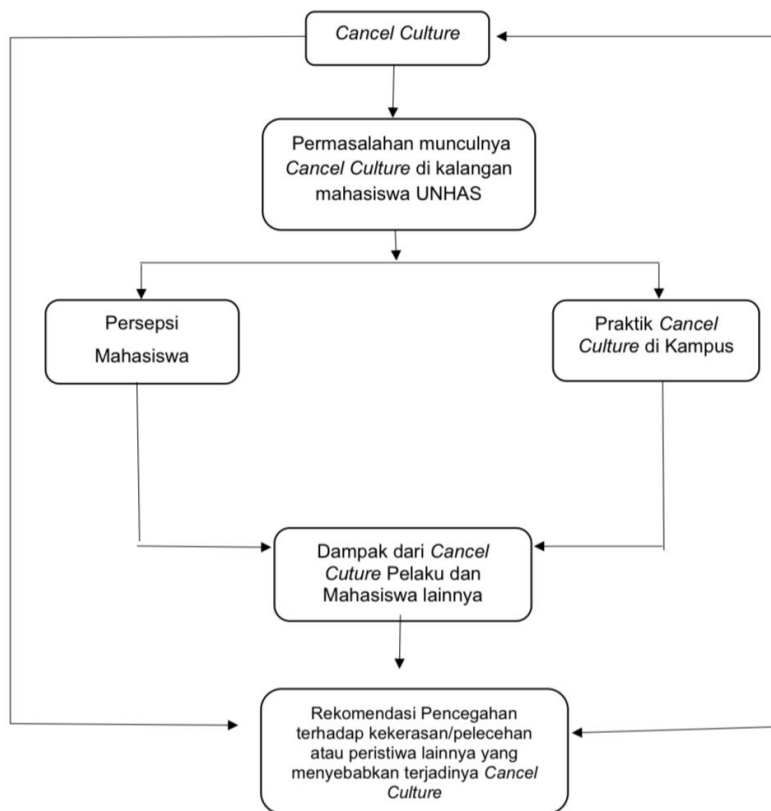 Cancel Culture
Permasalahan munculnya
Cancel Culture di kalangan
mahasiswa UNHAS
Persepsi
Mahasiswa
Praktik Cancel
Culture di Kampus
Dampak dari Cancel
Cuture Pelaku dan
Mahasiswa lainnya
Rekomendasi Pencegahan
terhadap kekerasan/pelecehan
atau peristiwa lainnya yang
menyebabkan terjadinya Cancel
Culture